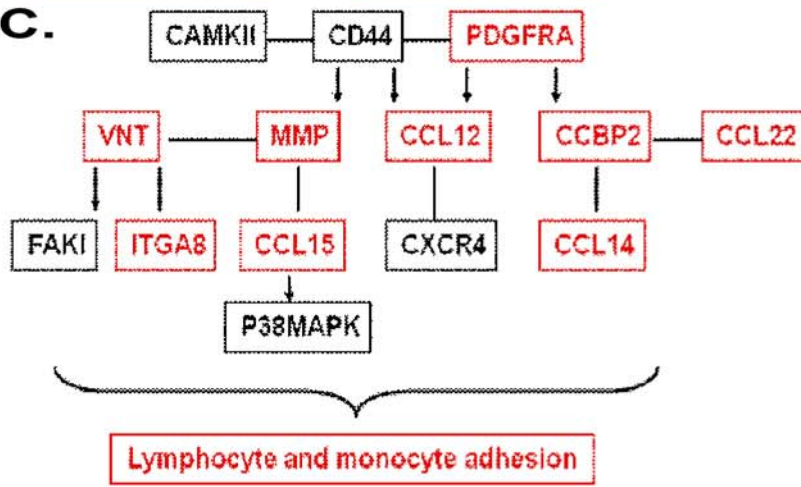 C.
CAMKII CD44 PDGFRA
VNT MMP CCL12 CCBP2 CCL22
FAKI ITGA8 CCL15 CXCR4 CCL14
P38MAPK
Lymphocyte and monocyte adhesion